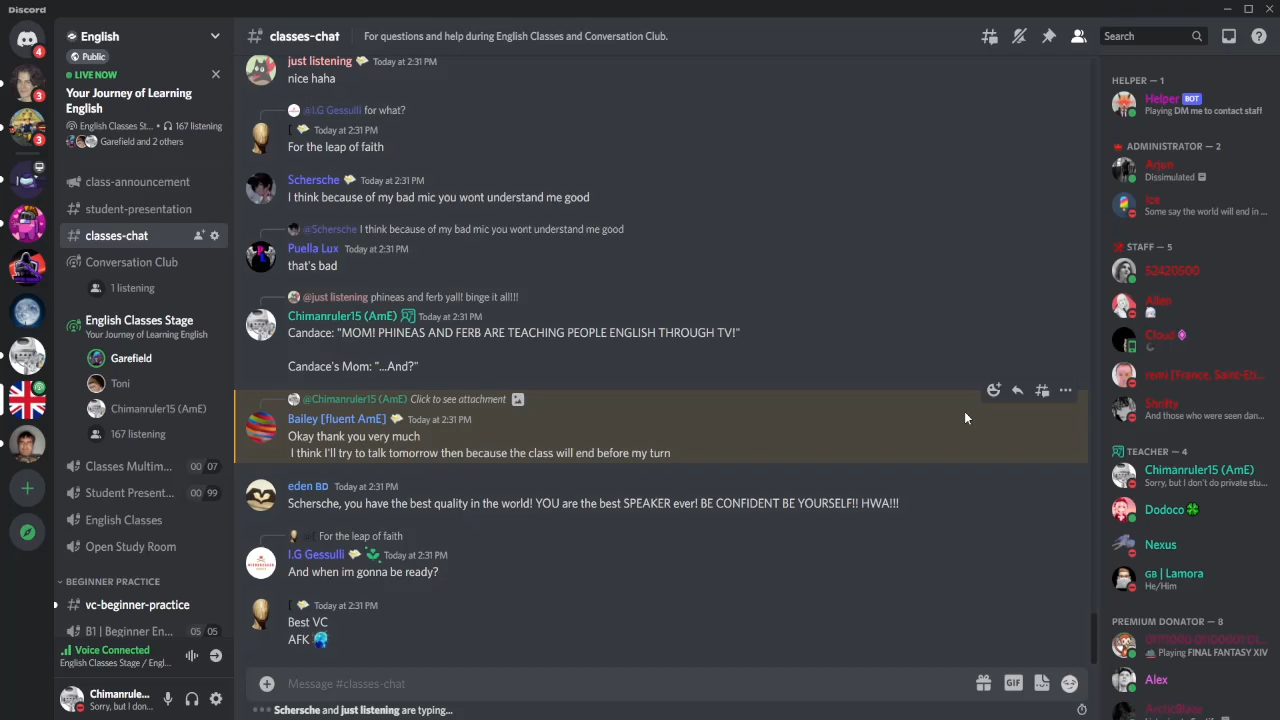 Discord
English
Public
LIVE NOW
Your Journey of Learning
English
English Classes St... • 167 listening
Garefield and 2 others
class-announcement
student-presentation
classes-chat
Conversation Club
1 listening
English Classes Stage
Your Journey of Learning English
Garefield
Toni
Chimanruler15 (AmE)
167 listening
Classes Multim... 00 07
Student Present... 00 99
English Classes
Open Study Room
BEGINNER PRACTICE
vc-beginner-practice
B1 | Beginner En... 05 05
Voice Connected
English Classes Stage / Engl...
Chimanrule...
Sorry, but I don...
4
3
3
classes-chat
For questions and help during English Classes and Conversation Club.
Search
just listening Today at 2:31 PM
nice haha
@I.G Gessulli for what?
[ Today at 2:31 PM
For the leap of faith
Schersche Today at 2:31 PM
I think because of my bad mic you wont understand me good
@Schersche I think because of my bad mic you wont understand me good
Puella Lux Today at 2:31 PM
that's bad
@just listening phineas and ferb yall! binge it all!!!
Chimanruler15 (AmE) Today at 2:31 PM
Candace: "MOM! PHINEAS AND FERB ARE TEACHING PEOPLE ENGLISH THROUGH TV!"
Candace's Mom: "...And?"
@Chimanruler15 (AmE) Click to see attachment
Bailey [fluent AmE] Today at 2:31 PM
Okay thank you very much
I think I'll try to talk tomorrow then because the class will end before my turn
eden BD Today at 2:31 PM
Schersche, you have the best quality in the world! YOU are the best SPEAKER ever! BE CONFIDENT BE YOURSELF!! HWA!!!
For the leap of faith
I.G Gessulli Today at 2:31 PM
And when im gonna be ready?
[ Today at 2:31 PM
Best VC
AFK
Message #classes-chat
GIF
Schersche and just listening are typing...
HELPER — 1
Helper BOT
Playing DM me to contact staff
ADMINISTRATOR — 2
Arjun
Dissimulated
Ice
Some say the world will end in ...
STAFF — 5
52420500
Allen
Cloud
remi [France, Saint-Et...
Shrifty
And those who were seen dan...
TEACHER — 4
Chimanruler15 (AmE)
Sorry, but I don't do private stu...
Dodoco
Nexus
GB | Lamora
He/Him
PREMIUM DONATOR — 8
Playing FINAL FANTASY XIV
Alex
ArcticBlaze